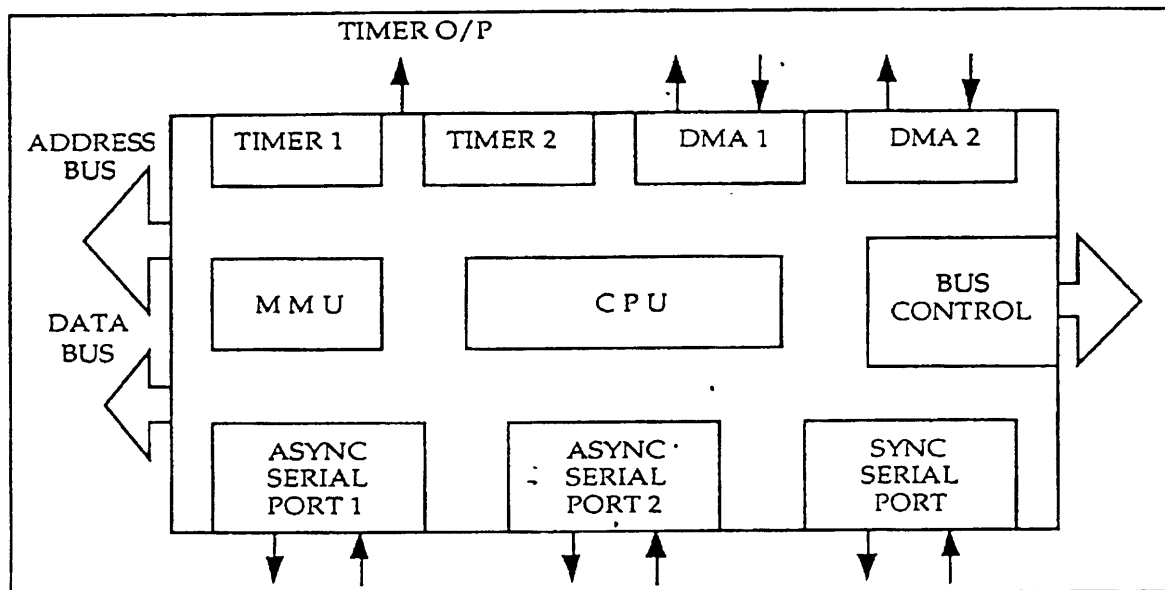 TIMER O/P
ADDRESS
BUS
TIMER 1
TIMER 2
DMA 1
DMA 2
MMU
CPU
BUS
CONTROL
DATA
BUS
ASYNC
SERIAL
PORT 1
ASYNC
SERIAL
PORT 2
SYNC
SERIAL
PORT